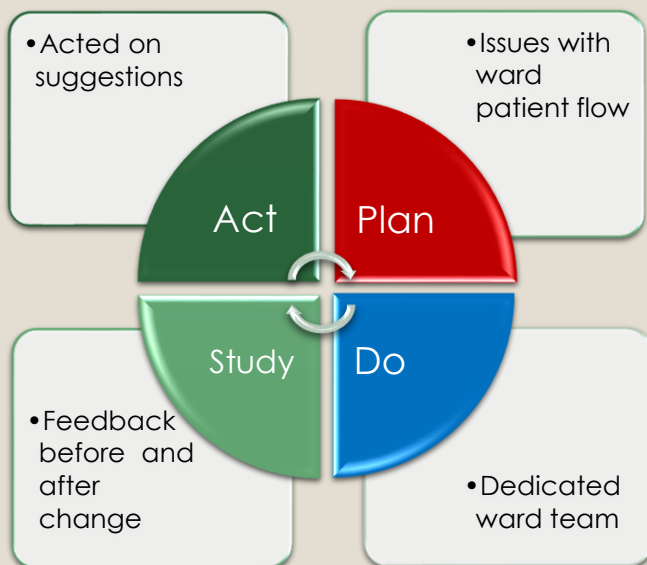 •Acted on
suggestions
•Issues with
ward
patient flow
Act
Plan
Study
Do
•Feedback
before and
after
change
•Dedicated
ward team